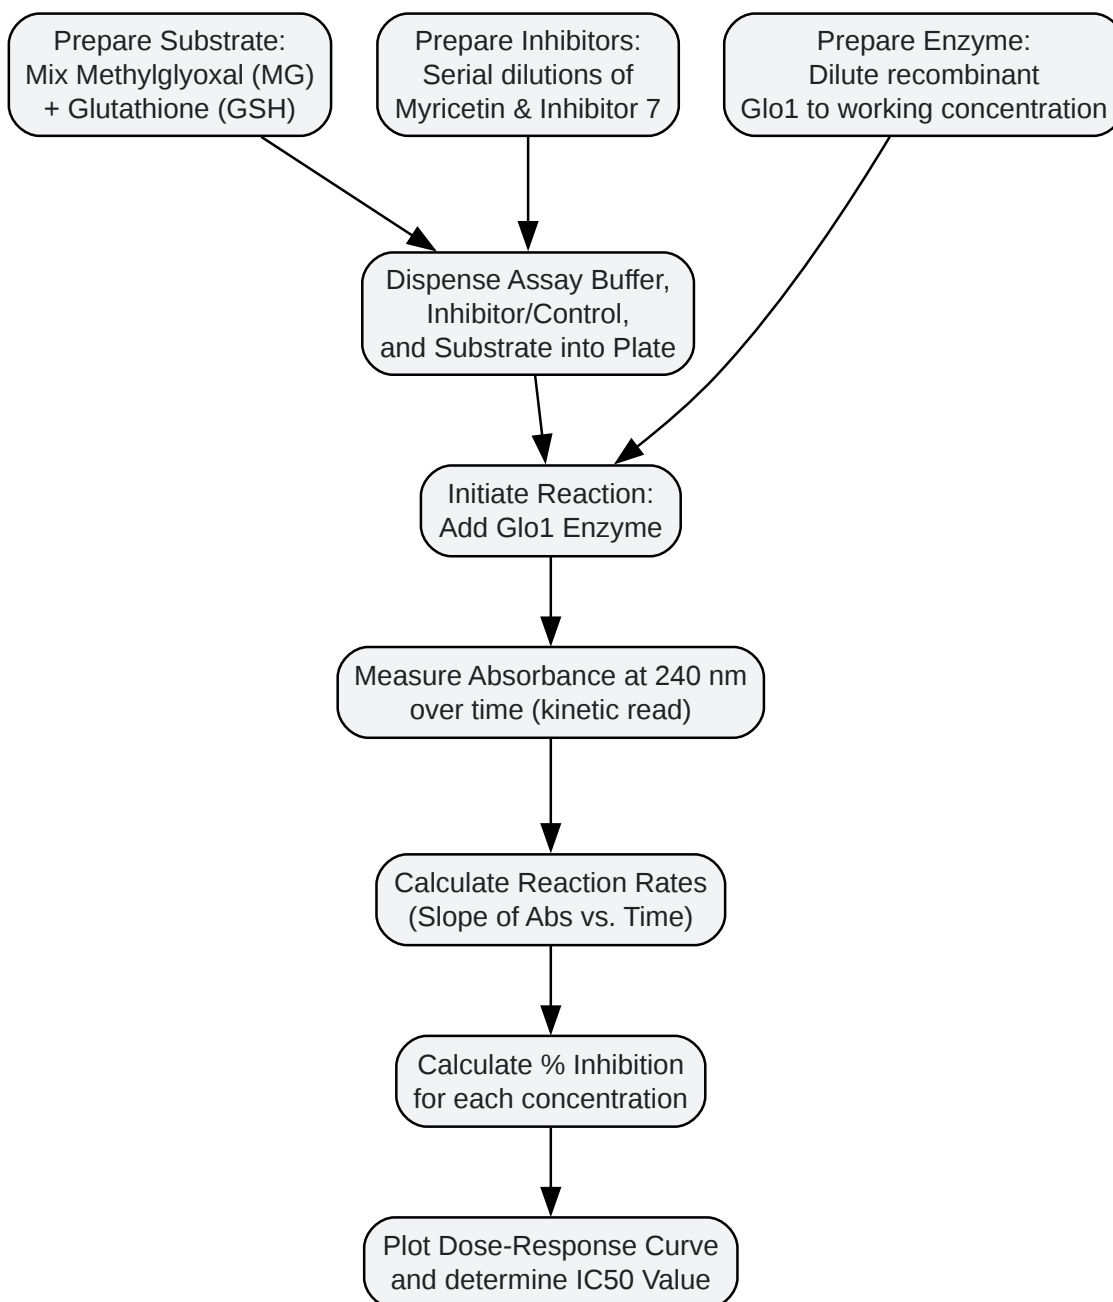 Prepare Substrate:
Mix Methylglyoxal (MG)
+ Glutathione (GSH)
Prepare Inhibitors:
Serial dilutions of
Myricetin & Inhibitor 7
Prepare Enzyme:
Dilute recombinant
Glo1 to working concentration
Dispense Assay Buffer,
Inhibitor/Control,
and Substrate into Plate
Initiate Reaction:
Add Glo1 Enzyme
Measure Absorbance at 240 nm
over time (kinetic read)
Calculate Reaction Rates
(Slope of Abs vs. Time)
Calculate % Inhibition
for each concentration
Plot Dose-Response Curve
and determine IC50 Value